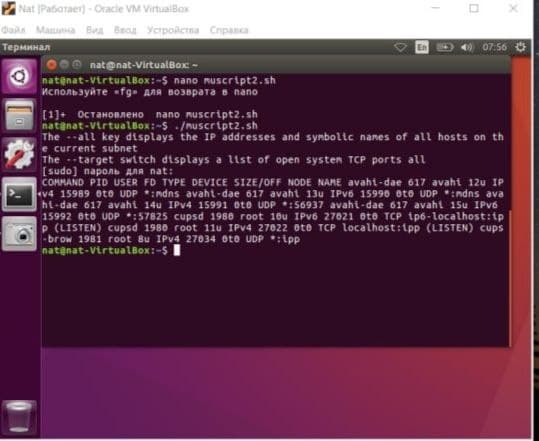 Nat [Работает] - Oracle VM VirtualBox
Файл Машина Вид Ввод Устройства Справка
Терминал En 07:56
nat@nat-VirtualBox: ~
nat@nat-VirtualBox:~$ nano muscript2.sh
Используйте «fg» для возврата в nano
[1]+ Остановлено nano muscript2.sh
nat@nat-VirtualBox:~$ ./muscript2.sh
The --all key displays the IP addresses and symbolic names of all hosts on th
e current subnet
The --target switch displays a list of open system TCP ports all
[sudo] пароль для nat:
COMMAND PID USER FD TYPE DEVICE SIZE/OFF NODE NAME avahi-dae 617 avahi 12u IP
v4 15989 0t0 UDP *:mdns avahi-dae 617 avahi 13u IPv6 15990 0t0 UDP *:mdns ava
hi-dae 617 avahi 14u IPv4 15991 0t0 UDP *:56937 avahi-dae 617 avahi 15u IPv6
15992 0t0 UDP *:57825 cupsd 1980 root 10u IPv6 27021 0t0 TCP ip6-localhost:ip
p (LISTEN) cupsd 1980 root 11u IPv4 27022 0t0 TCP localhost:ipp (LISTEN) cups
-brow 1981 root 8u IPv4 27034 0t0 UDP *:ipp
nat@nat-VirtualBox:~$